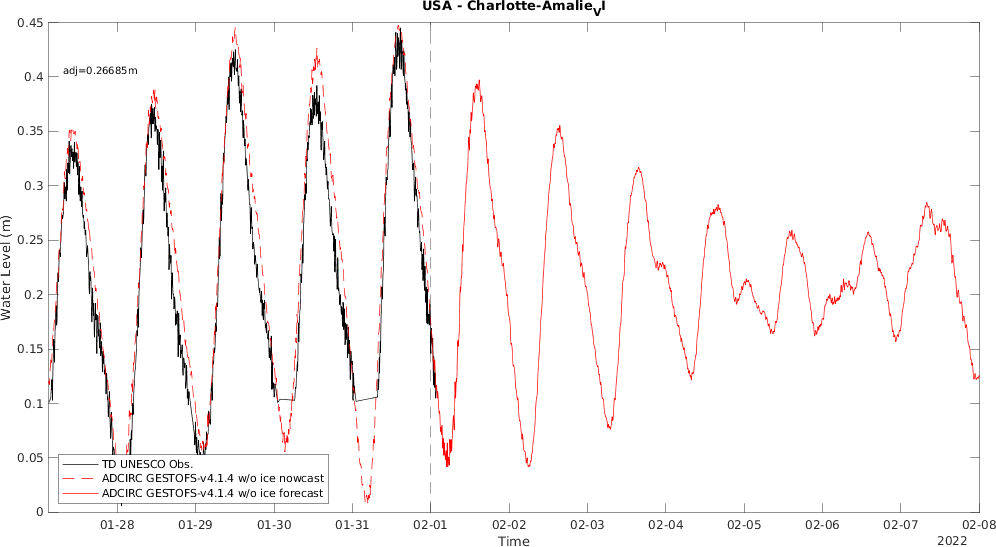 USA - Charlotte-AmalieVI
0.45
0.4
0.35
0.3
0.25
0.2
0.15
0.1
0.05
0
Water Level (m)
adj=0.26685m
TD UNESCO Obs.
ADCIRC GESTOFS-v4.1.4 w/o ice nowcast
ADCIRC GESTOFS-v4.1.4 w/o ice forecast
01-28 01-29 01-30 01-31 02-01 02-02 02-03 02-04 02-05 02-06 02-07 02-08
Time
2022